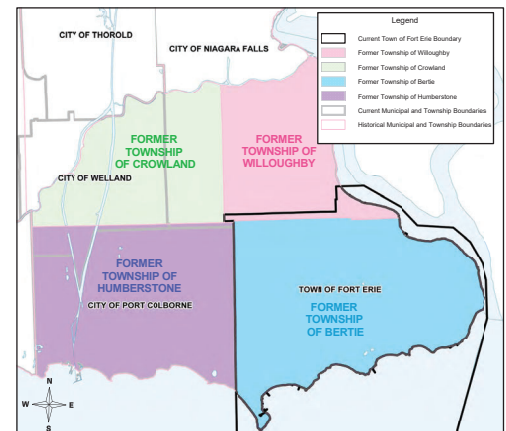 Legend
Current Town of Fort Erie Boundary
Former Township of Willoughby
Former Township of Crowland
Former Township of Bertie
Former Township of Humberstone
Current Municipal and Township Boundaries
Historical Municipal and Township Boundaries
CITY OF THOROLD
CITY OF NIAGARA FALLS
FORMER
TOWNSHIP
OF CROWLAND
FORMER
TOWNSHIP OF
WILLOUGHBY
CITY OF WELLAND
FORMER
TOWNSHIP OF
HUMBERSTONE
CITY OF PORT COLBORNE
TOWN OF FORT ERIE
FORMER
TOWNSHIP
OF BERTIE
N
W E
S